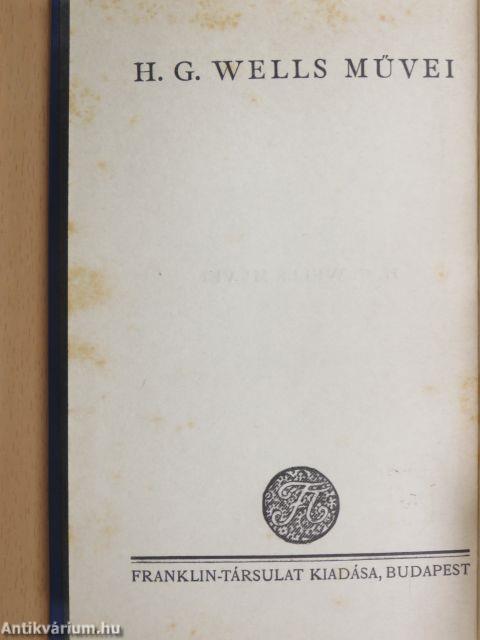 H. G. WELLS MŰVEI
FRANKLIN-TÁRSULAT KIADÁSA, BUDAPEST
Antikvárium.hu